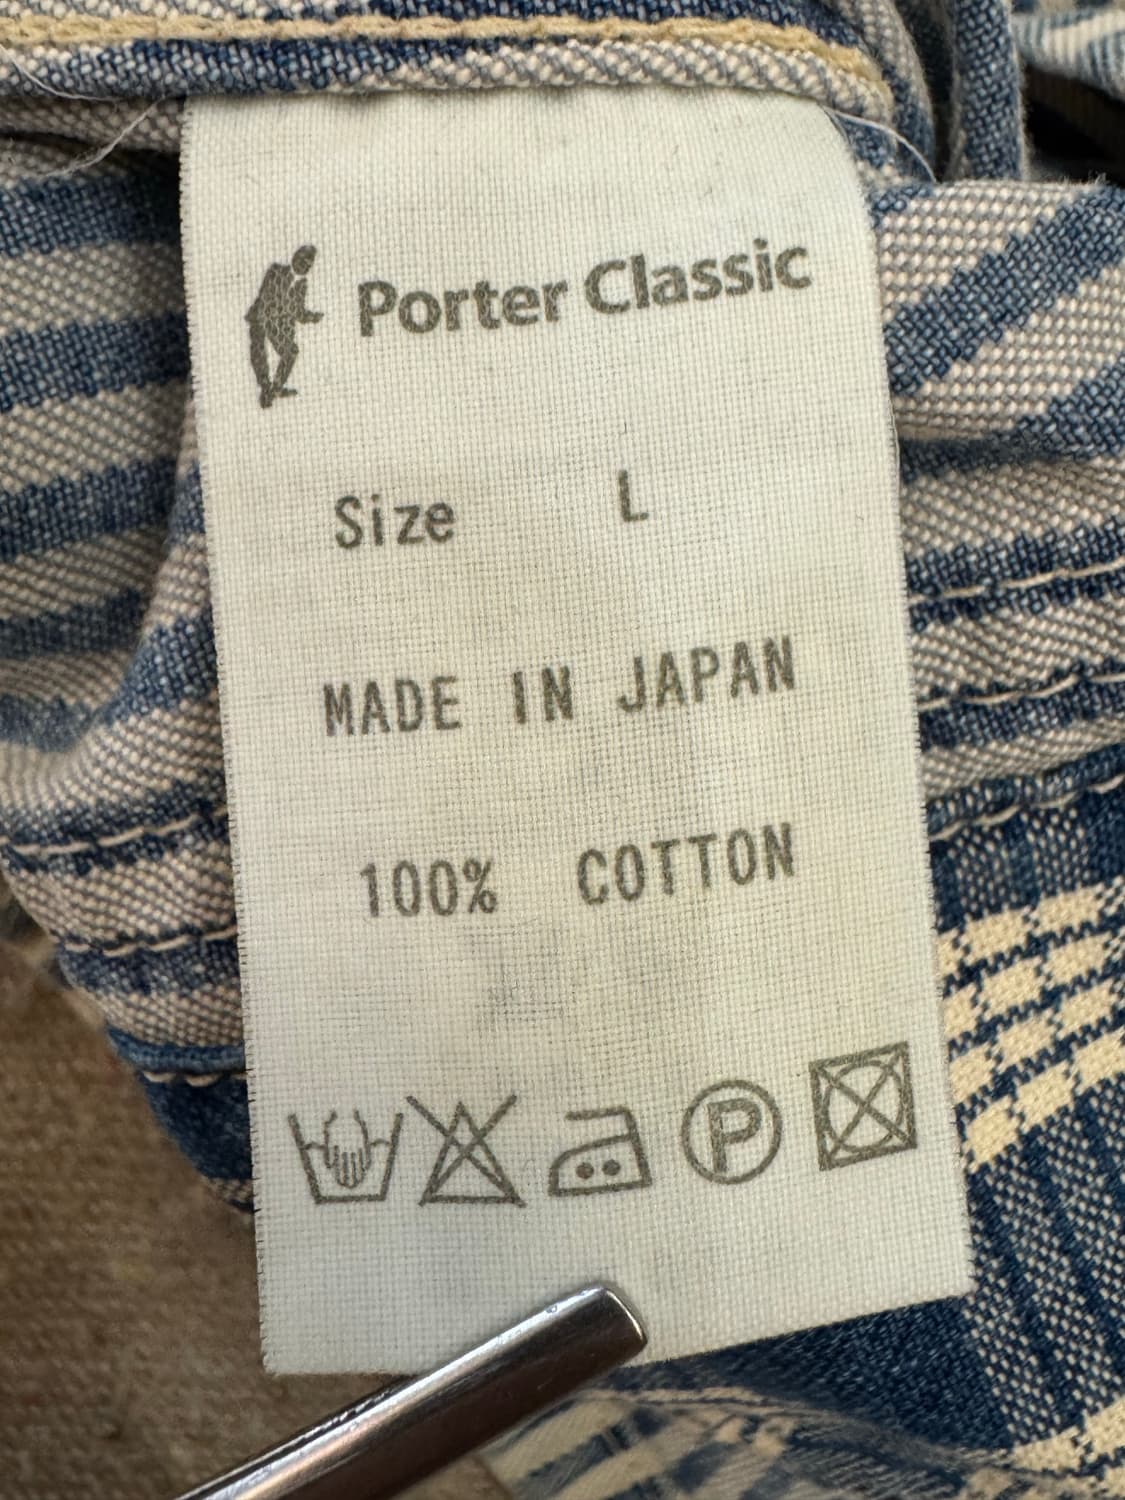 Porter Classic
Size L
MADE IN JAPAN
100% COTTON
P